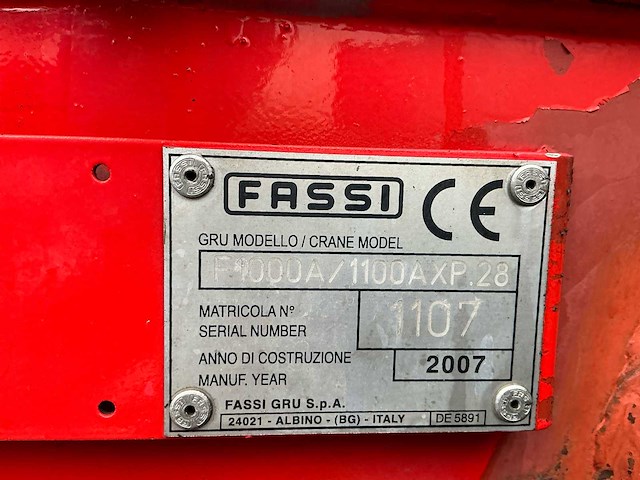 FASSI CE
GRU MODELLO / CRANE MODEL
F1000A/1100AXP.28
MATRICOLA Nº
SERIAL NUMBER
1107
ANNO DI COSTRUZIONE
MANUF. YEAR
2007
FASSI GRU S.p.A.
24021 - ALBINO - (BG) - ITALY
DE 5891